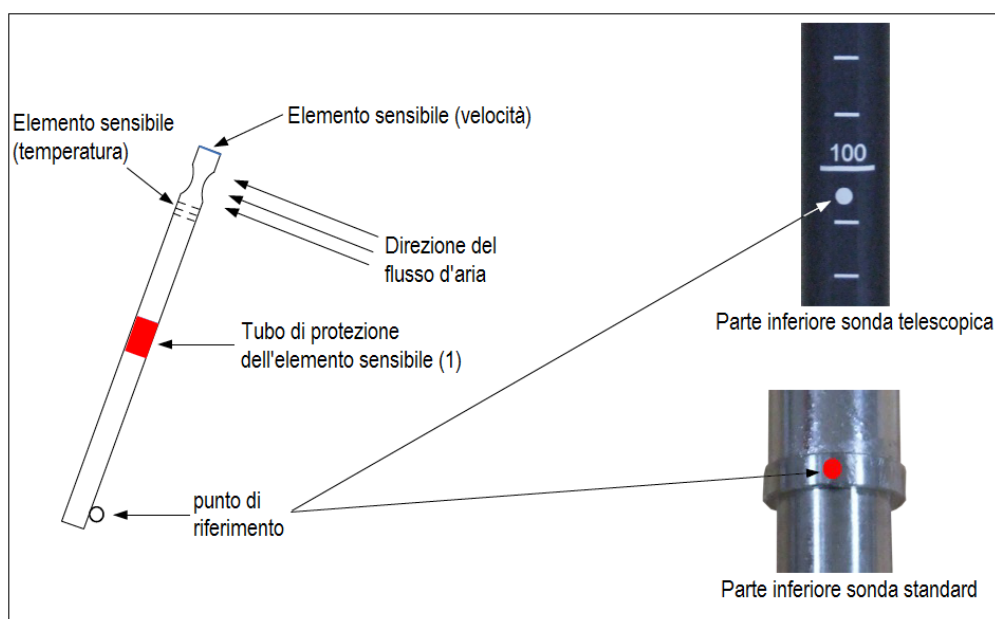 Elemento sensibile
(temperatura)
Elemento sensibile (velocità)
Direzione del
flusso d'aria
Tubo di protezione
dell'elemento sensibile (1)
punto di
riferimento
100
Parte inferiore sonda telescopica
Parte inferiore sonda standard